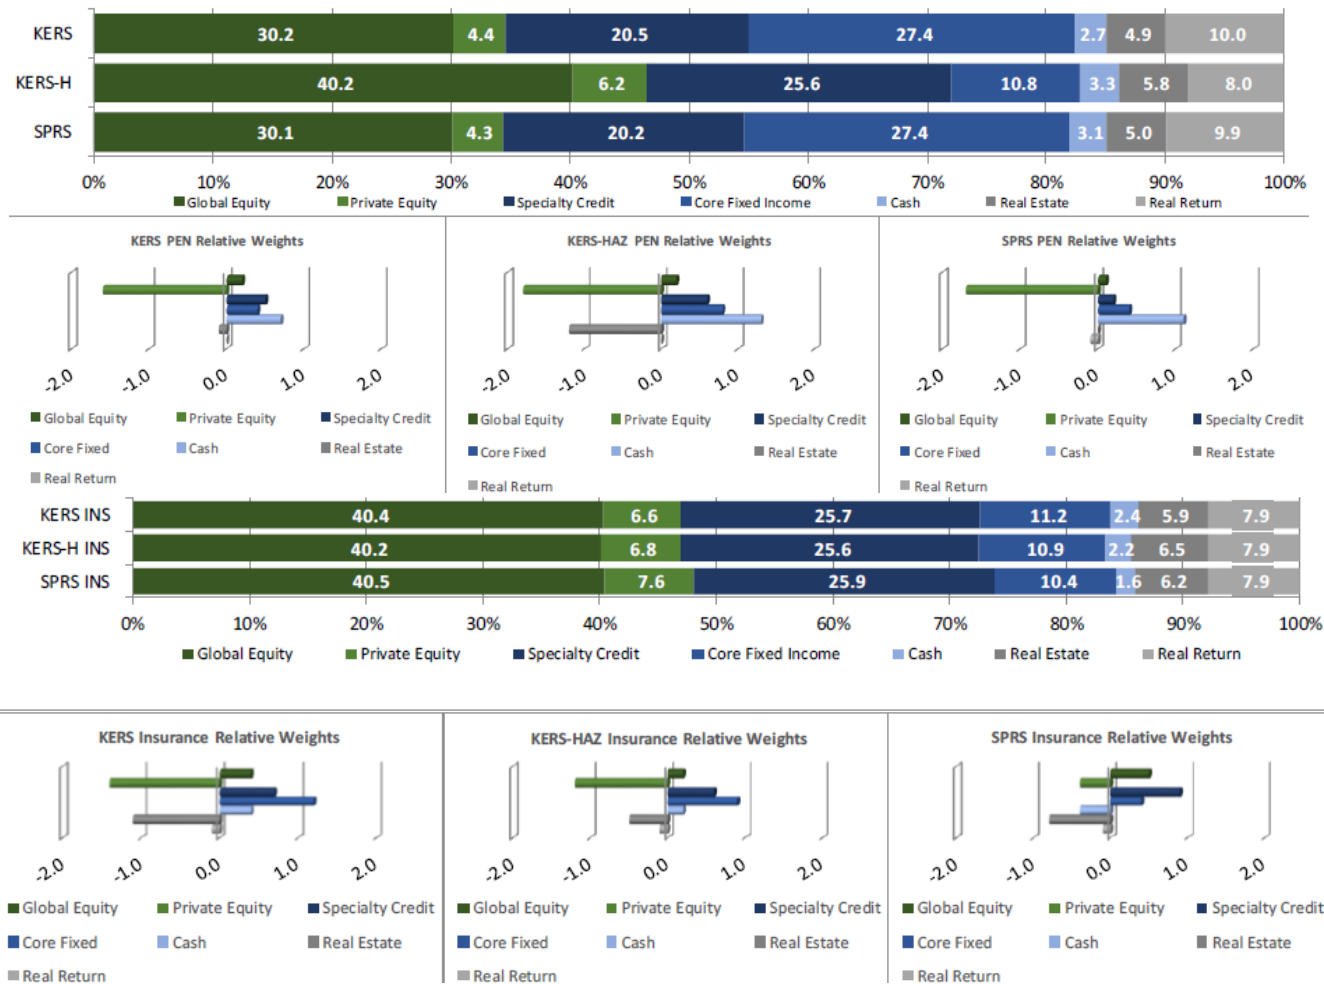 KERS 30.2 4.4 20.5 27.4 2.7 4.9 10.0
KERS-H 40.2 6.2 25.6 10.8 3.3 5.8 8.0
SPRS 30.1 4.3 20.2 27.4 3.1 5.0 9.9
0% 10% 20% 30% 40% 50% 60% 70% 80% 90% 100%
Global Equity Private Equity Specialty Credit Core Fixed Income Cash Real Estate Real Return
KERS PEN Relative Weights
-2.0 -1.0 0.0 1.0 2.0
Global Equity Private Equity Specialty Credit
Core Fixed Cash Real Estate
Real Return
KERS-HAZ PEN Relative Weights
-2.0 -1.0 0.0 1.0 2.0
Global Equity Private Equity Specialty Credit
Core Fixed Cash Real Estate
Real Return
SPRS PEN Relative Weights
-2.0 -1.0 0.0 1.0 2.0
Global Equity Private Equity Specialty Credit
Core Fixed Cash Real Estate
Real Return
KERS INS 40.4 6.6 25.7 11.2 2.4 5.9 7.9
KERS-H INS 40.2 6.8 25.6 10.9 2.2 6.5 7.9
SPRS INS 40.5 7.6 25.9 10.4 1.6 6.2 7.9
0% 10% 20% 30% 40% 50% 60% 70% 80% 90% 100%
Global Equity Private Equity Specialty Credit Core Fixed Income Cash Real Estate Real Return
KERS Insurance Relative Weights
-2.0 -1.0 0.0 1.0 2.0
Global Equity Private Equity Specialty Credit
Core Fixed Cash Real Estate
Real Return
KERS-HAZ Insurance Relative Weights
-2.0 -1.0 0.0 1.0 2.0
Global Equity Private Equity Specialty Credit
Core Fixed Cash Real Estate
Real Return
SPRS Insurance Relative Weights
-2.0 -1.0 0.0 1.0 2.0
Global Equity Private Equity Specialty Credit
Core Fixed Cash Real Estate
Real Return